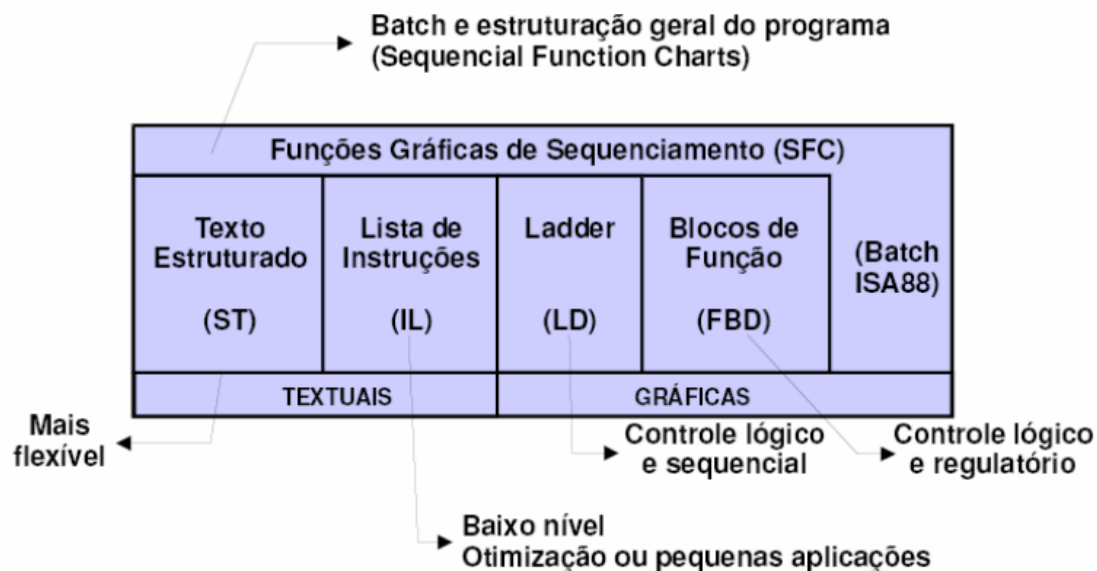 Batch e estruturação geral do programa
(Sequencial Function Charts)
Funções Gráficas de Sequenciamento (SFC)
Texto
Estruturado
(ST)
Lista de
Instruções
(IL)
Ladder
(LD)
Blocos de
Função
(FBD)
(Batch
ISA88)
TEXTUAIS
GRÁFICAS
Mais
flexível
Controle lógico
e sequencial
Controle lógico
e regulatório
Baixo nível
Otimização ou pequenas aplicações